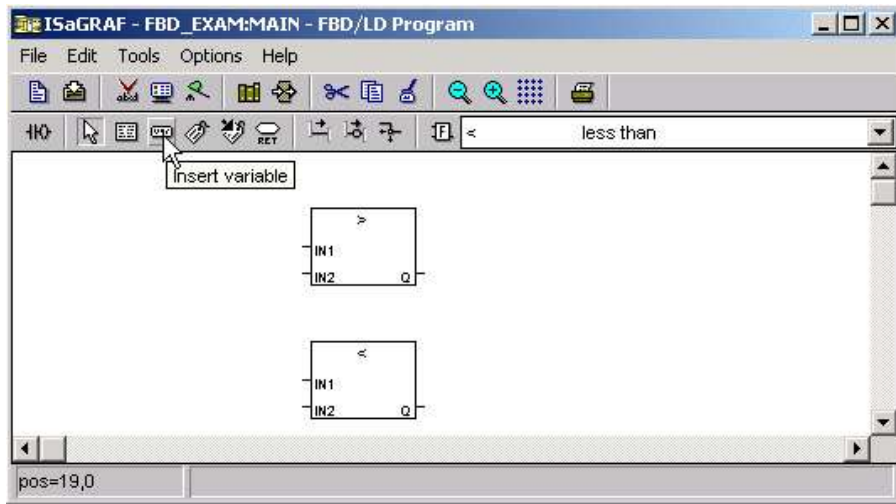 ISaGRAF - FBD_EXAM:MAIN - FBD/LD Program
File Edit Tools Options Help
< less than
Insert variable
>
IN1
IN2 Q
<
IN1
IN2 Q
pos=19,0